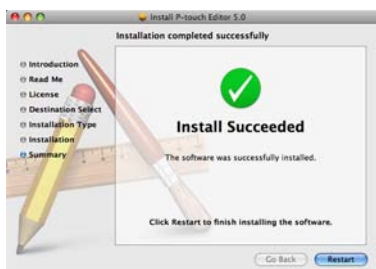 Install P-touch Editor 5.0
Installation completed successfully
Introduction
Read Me
License
Destination Select
Installation Type
Installation
Summary
Install Succeeded
The software was successfully installed.
Click Restart to finish installing the software.
Go Back
Restart